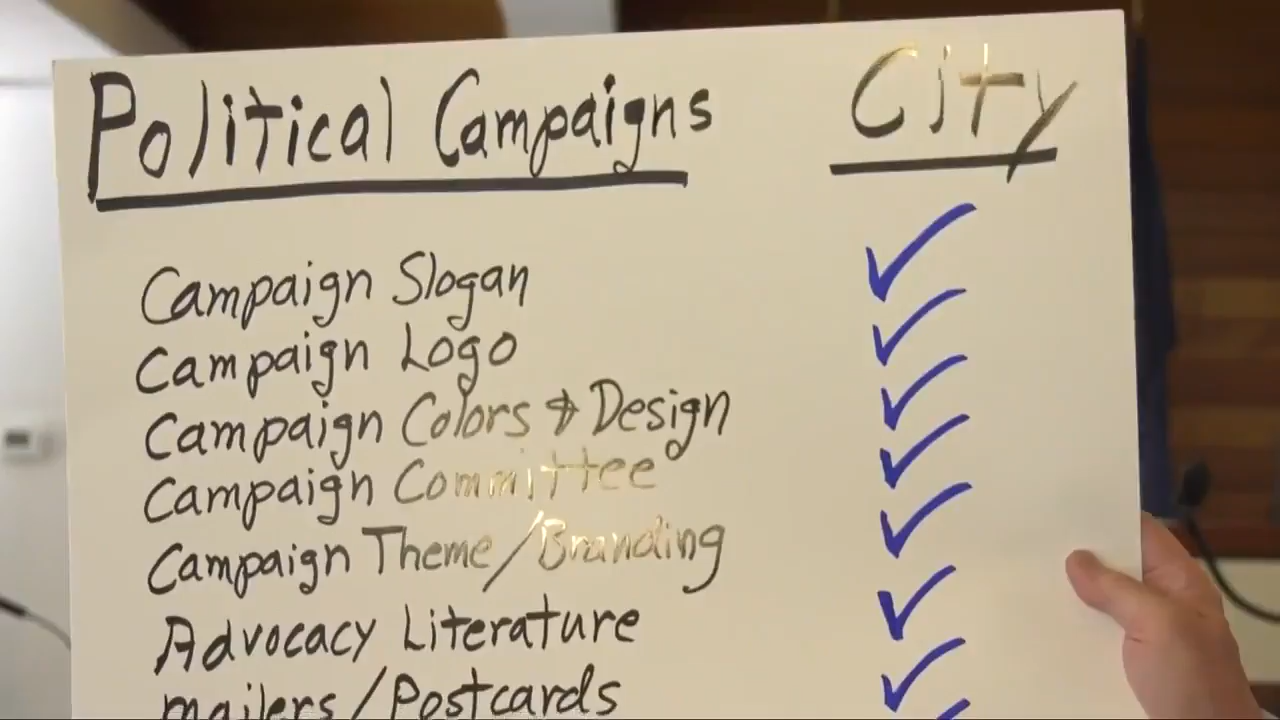 Political Campaigns City
Campaign Slogan ✓
Campaign Logo ✓
Campaign Colors & Design ✓
Campaign Committee ✓
Campaign Theme/Branding ✓
Advocacy Literature ✓
mailers/Postcards ✓